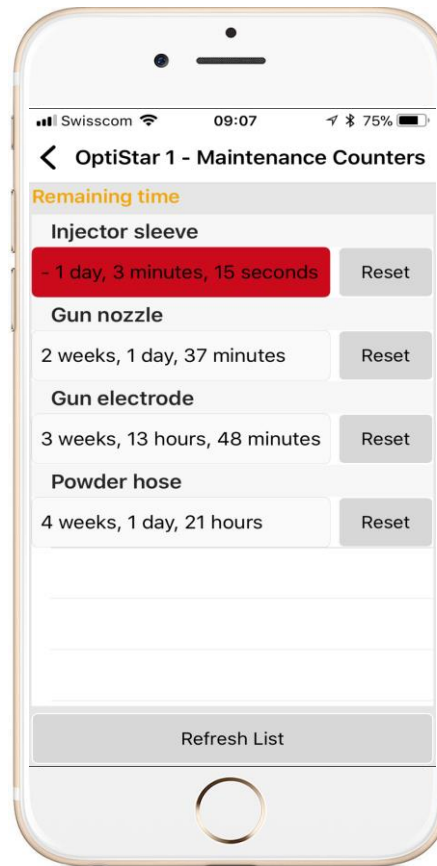 Swisscom 09:07 75%
OptiStar 1 - Maintenance Counters
Remaining time
Injector sleeve
- 1 day, 3 minutes, 15 seconds Reset
Gun nozzle
2 weeks, 1 day, 37 minutes Reset
Gun electrode
3 weeks, 13 hours, 48 minutes Reset
Powder hose
4 weeks, 1 day, 21 hours Reset
Refresh List